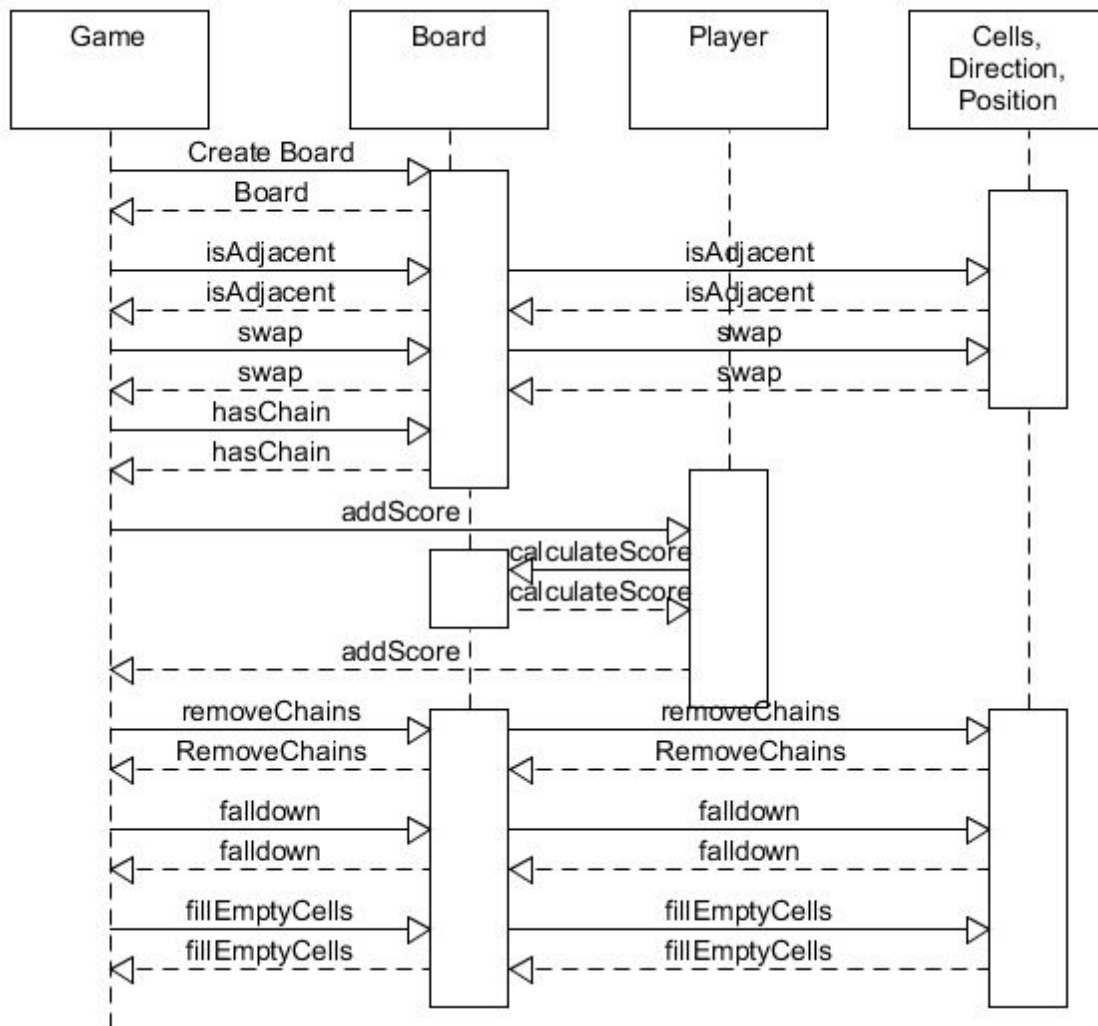 Game
Board
Player
Cells,
Direction,
Position
Create Board
Board
isAdjacent
isAdjacent
isAdjacent
isAdjacent
swap
swap
swap
swap
hasChain
hasChain
addScore
calculateScore
calculateScore
addScore
removeChains
removeChains
RemoveChains
RemoveChains
falldown
falldown
falldown
falldown
fillEmptyCells
fillEmptyCells
fillEmptyCells
fillEmptyCells